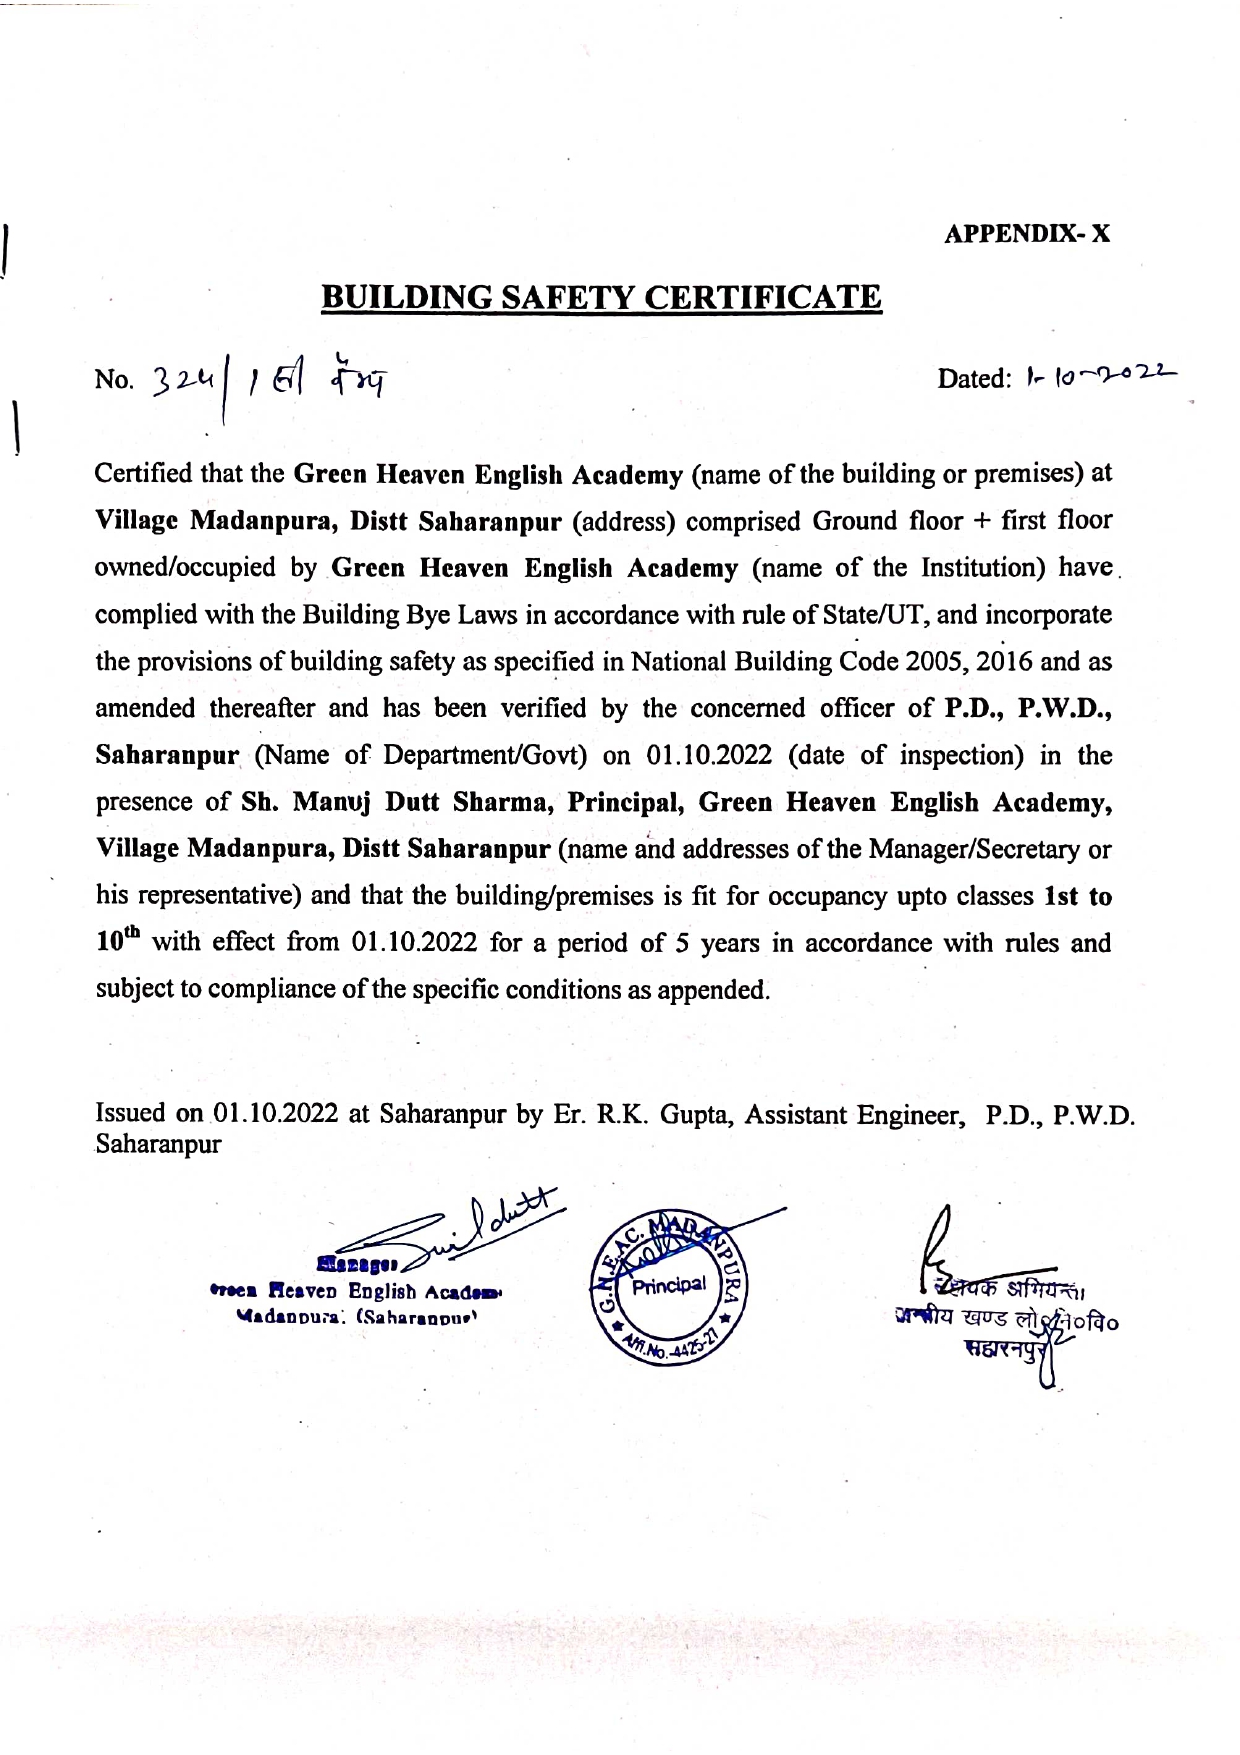 APPENDIX- X
BUILDING SAFETY CERTIFICATE
No. 324/1सी
Dated: 1-10-2022
Certified that the Green Heaven English Academy (name of the building or premises) at
Village Madanpura, Distt Saharanpur (address) comprised Ground floor + first floor
owned/occupied by Green Heaven English Academy (name of the Institution) have
complied with the Building Bye Laws in accordance with rule of State/UT, and incorporate
the provisions of building safety as specified in National Building Code 2005, 2016 and as
amended thereafter and has been verified by the concerned officer of P.D., P.W.D.,
Saharanpur (Name of Department/Govt) on 01.10.2022 (date of inspection) in the
presence of Sh. Manuj Dutt Sharma, Principal, Green Heaven English Academy,
Village Madanpura, Distt Saharanpur (name and addresses of the Manager/Secretary or
his representative) and that the building/premises is fit for occupancy upto classes 1st to
10th with effect from 01.10.2022 for a period of 5 years in accordance with rules and
subject to compliance of the specific conditions as appended.
Issued on 01.10.2022 at Saharanpur by Er. R.K. Gupta, Assistant Engineer, P.D., P.W.D.
Saharanpur
Manager
Green Heaven English Academy
Madanpura. (Saharanpur)
G.H.E.AC. MADANPURA
Principal
Affi.No.-4425-27
सहायक अभियन्ता
खण्ड लो०नि०वि०
सहारनपुर